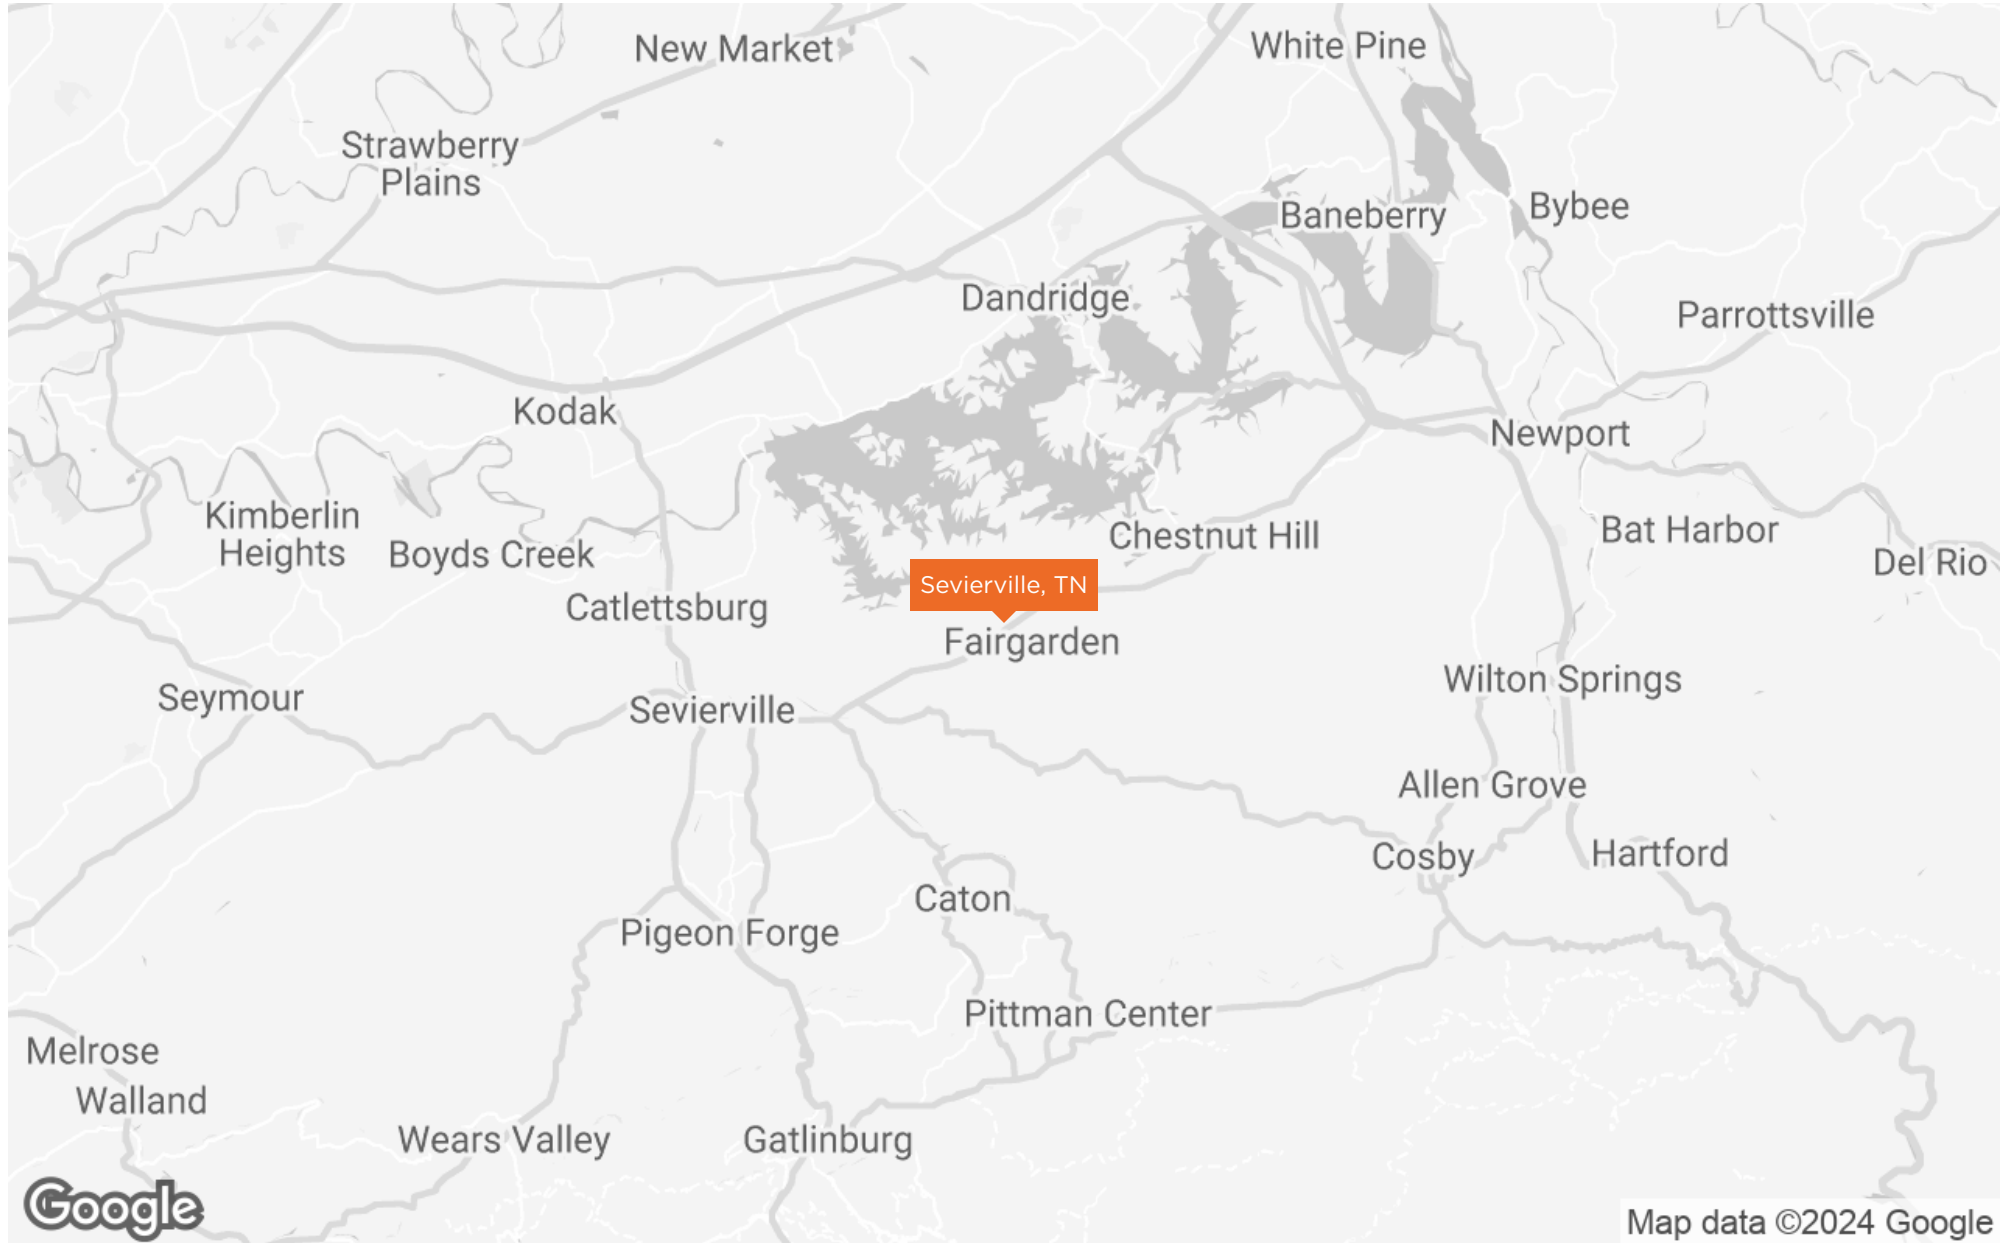 New Market
White Pine
Strawberry
Plains
Baneberry
Bybee
Dandridge
Parrottsville
Kodak
Newport
Kimberlin
Heights
Boyds Creek
Chestnut Hill
Bat Harbor
Del Rio
Sevierville, TN
Catlettsburg
Fairgarden
Seymour
Sevierville
Wilton Springs
Allen Grove
Cosby
Hartford
Caton
Pigeon Forge
Pittman Center
Melrose
Walland
Wears Valley
Gatlinburg
Google
Map data ©2024 Google